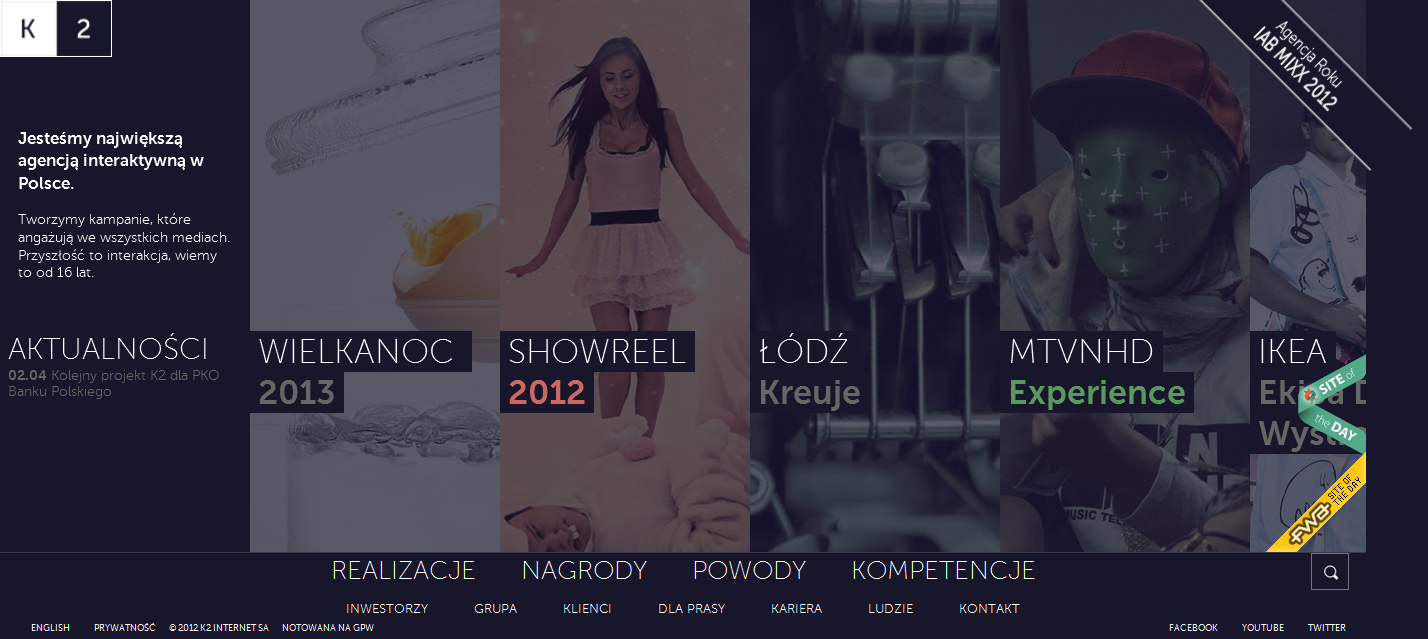 K 2
Agencja Roku
IAB MIXX 2012
Jesteśmy największą
agencją interaktywną w
Polsce.
Tworzymy kampanie, które
angażują we wszystkich mediach.
Przyszłość to interakcja, wiemy
to od 16 lat.
AKTUALNOŚCI
02.04 Kolejny projekt K2 dla PKO
Banku Polskiego
WIELKANOC
2013
SHOWREEL
2012
ŁÓDŹ
Kreuje
MTVNHD
Experience
IKEA
SITE of
the DAY
fwa
SITE OF
THE DAY
REALIZACJE NAGRODY POWODY KOMPETENCJE
INWESTORZY GRUPA KLIENCI DLA PRASY KARIERA LUDZIE KONTAKT
ENGLISH PRYWATNOŚĆ © 2012 K2 INTERNET SA NOTOWANA NA GPW FACEBOOK YOUTUBE TWITTER